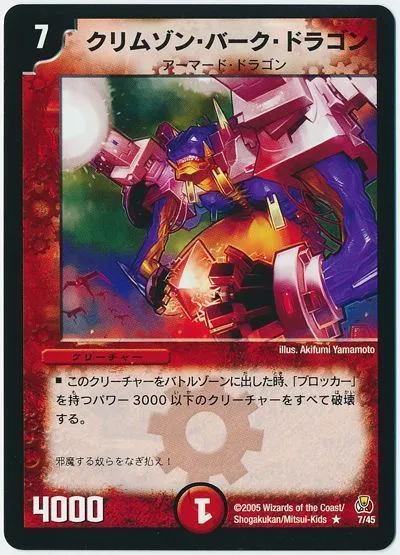 7
クリムゾン・バーク・ドラゴン
アーマード・ドラゴン
illus. Akifumi Yamamoto
クリーチャー
■ このクリーチャーをバトルゾーンに出した時、「ブロッカー」
を持つパワー3000以下のクリーチャーをすべて破壊
する。
邪魔する奴らをなぎ払え！
4000
1
©2005 Wizards of the Coast/
Shogakukan/Mitsui-Kids ★ 7/45